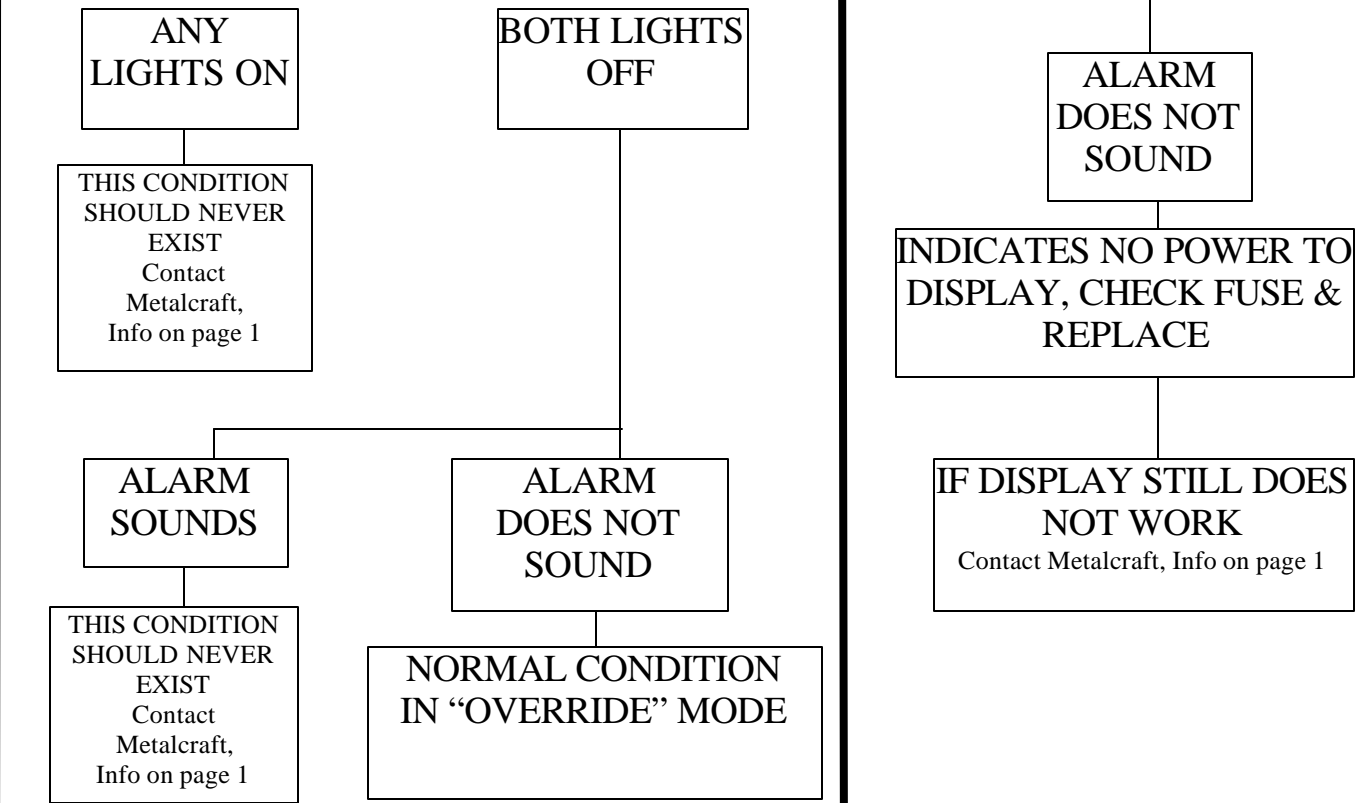 ANY
LIGHTS ON
THIS CONDITION
SHOULD NEVER
EXIST
Contact
Metalcraft,
Info on page 1
BOTH LIGHTS
OFF
ALARM
SOUNDS
THIS CONDITION
SHOULD NEVER
EXIST
Contact
Metalcraft,
Info on page 1
ALARM
DOES NOT
SOUND
NORMAL CONDITION
IN “OVERRIDE” MODE
ALARM
DOES NOT
SOUND
INDICATES NO POWER TO
DISPLAY, CHECK FUSE &
REPLACE
IF DISPLAY STILL DOES
NOT WORK
Contact Metalcraft, Info on page 1